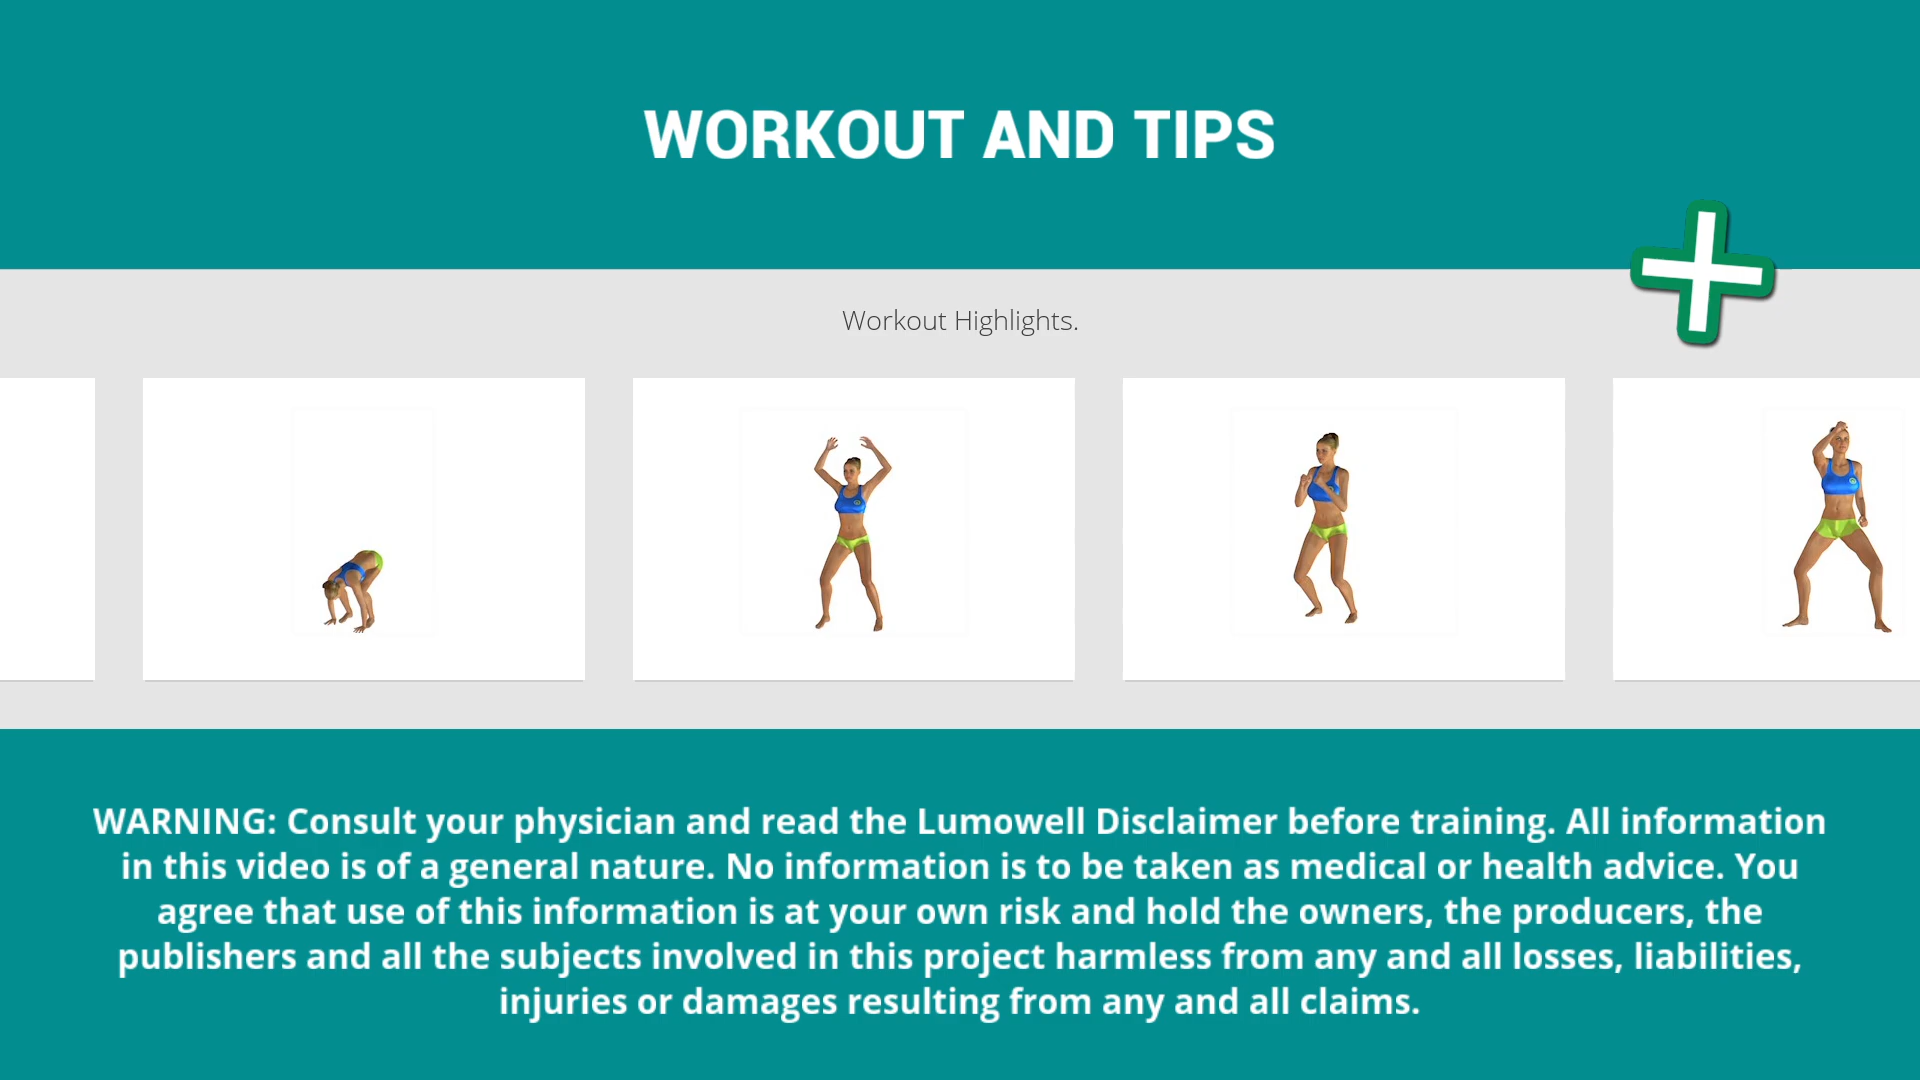 WORKOUT AND TIPS
Workout Highlights.
WARNING: Consult your physician and read the Lumowell Disclaimer before training. All information
in this video is of a general nature. No information is to be taken as medical or health advice. You
agree that use of this information is at your own risk and hold the owners, the producers, the
publishers and all the subjects involved in this project harmless from any and all losses, liabilities,
injuries or damages resulting from any and all claims.